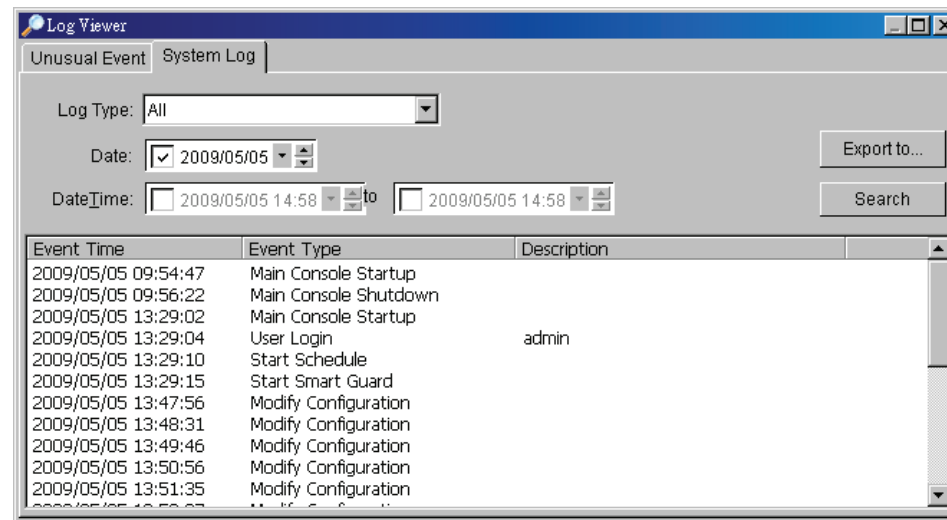 Log Viewer
Unusual Event System Log
Log Type: All
Date: 2009/05/05
Export to...
DateTime: 2009/05/05 14:58 to 2009/05/05 14:58
Search
Event Time Event Type Description
2009/05/05 09:54:47 Main Console Startup
2009/05/05 09:56:22 Main Console Shutdown
2009/05/05 13:29:02 Main Console Startup
2009/05/05 13:29:04 User Login admin
2009/05/05 13:29:10 Start Schedule
2009/05/05 13:29:15 Start Smart Guard
2009/05/05 13:47:56 Modify Configuration
2009/05/05 13:48:31 Modify Configuration
2009/05/05 13:49:46 Modify Configuration
2009/05/05 13:50:56 Modify Configuration
2009/05/05 13:51:35 Modify Configuration